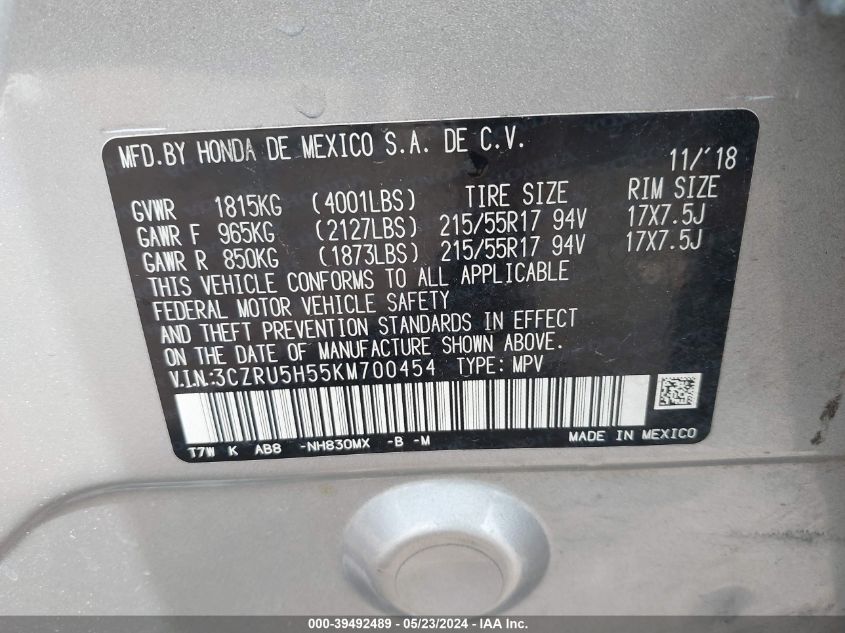 MFD.BY HONDA DE MEXICO S.A. DE C.V. 11/'18
GVWR 1815KG (4001LBS) TIRE SIZE RIM SIZE
GAWR F 965KG (2127LBS) 215/55R17 94V 17X7.5J
GAWR R 850KG (1873LBS) 215/55R17 94V 17X7.5J
THIS VEHICLE CONFORMS TO ALL APPLICABLE
FEDERAL MOTOR VEHICLE SAFETY
AND THEFT PREVENTION STANDARDS IN EFFECT
ON THE DATE OF MANUFACTURE SHOWN ABOVE.
V.I.N.:3CZRU5H55KM700454 TYPE: MPV
T7W K AB8 -NH830MX -B -M MADE IN MEXICO
000-39492489 - 05/23/2024 - IAA Inc.